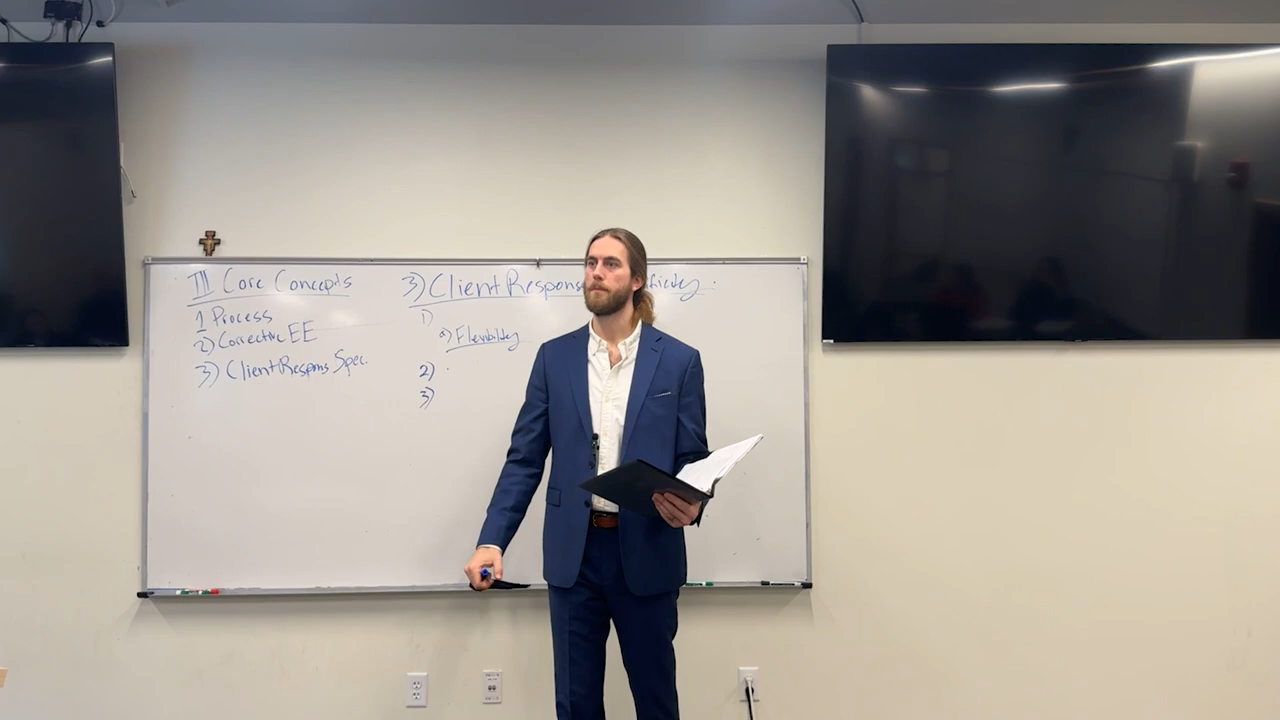 III Core Concepts
1 Process
2) Corrective EE
3) Client Respons Spec.
3) Client Respons ificity:
1)
a) Flexibility
2)
3)